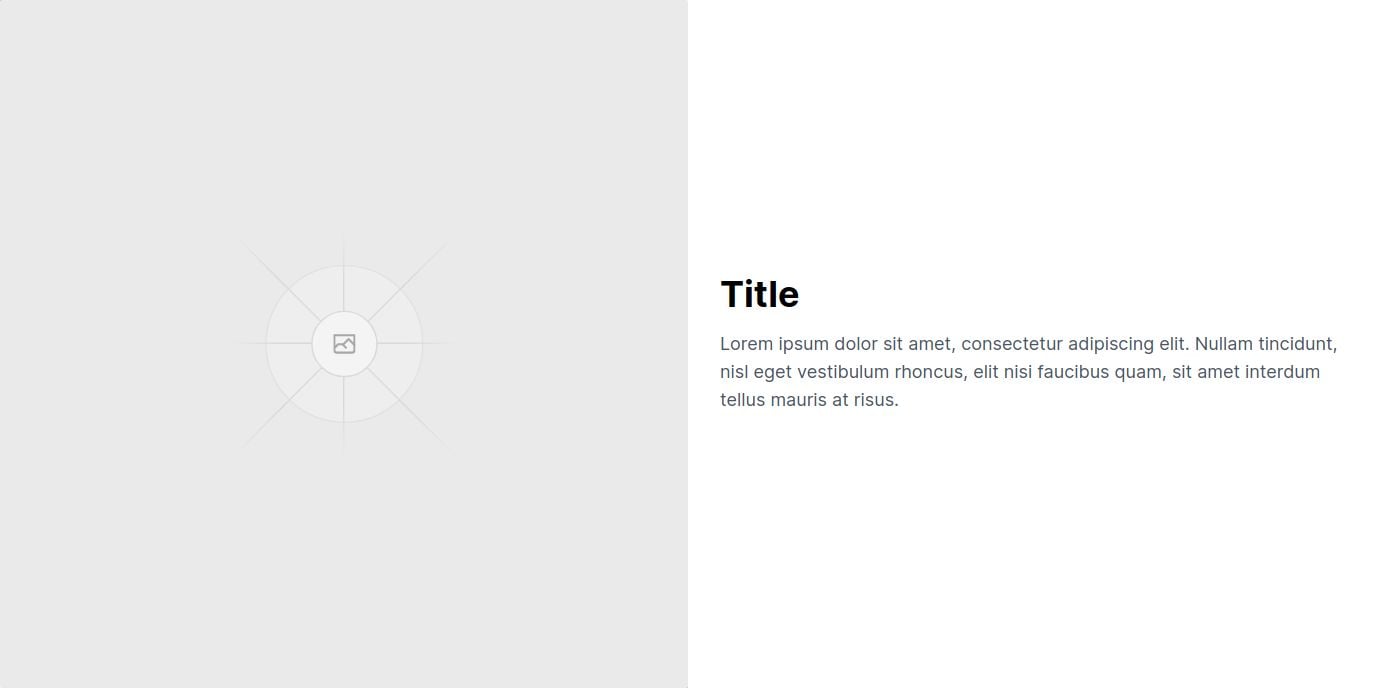 Title
Lorem ipsum dolor sit amet, consectetur adipiscing elit. Nullam tincidunt,
nisl eget vestibulum rhoncus, elit nisi faucibus quam, sit amet interdum
tellus mauris at risus.